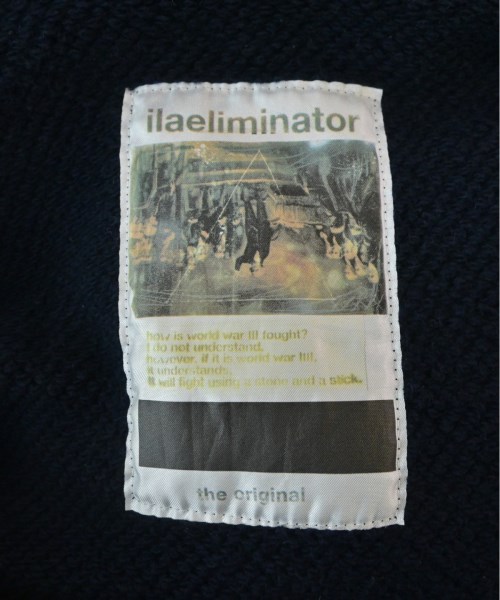 ilaeliminator
how is world war III fought?
I do not understand.
however, if it is world war IIII,
it understands.
It will fight using a stone and a stick.
the original